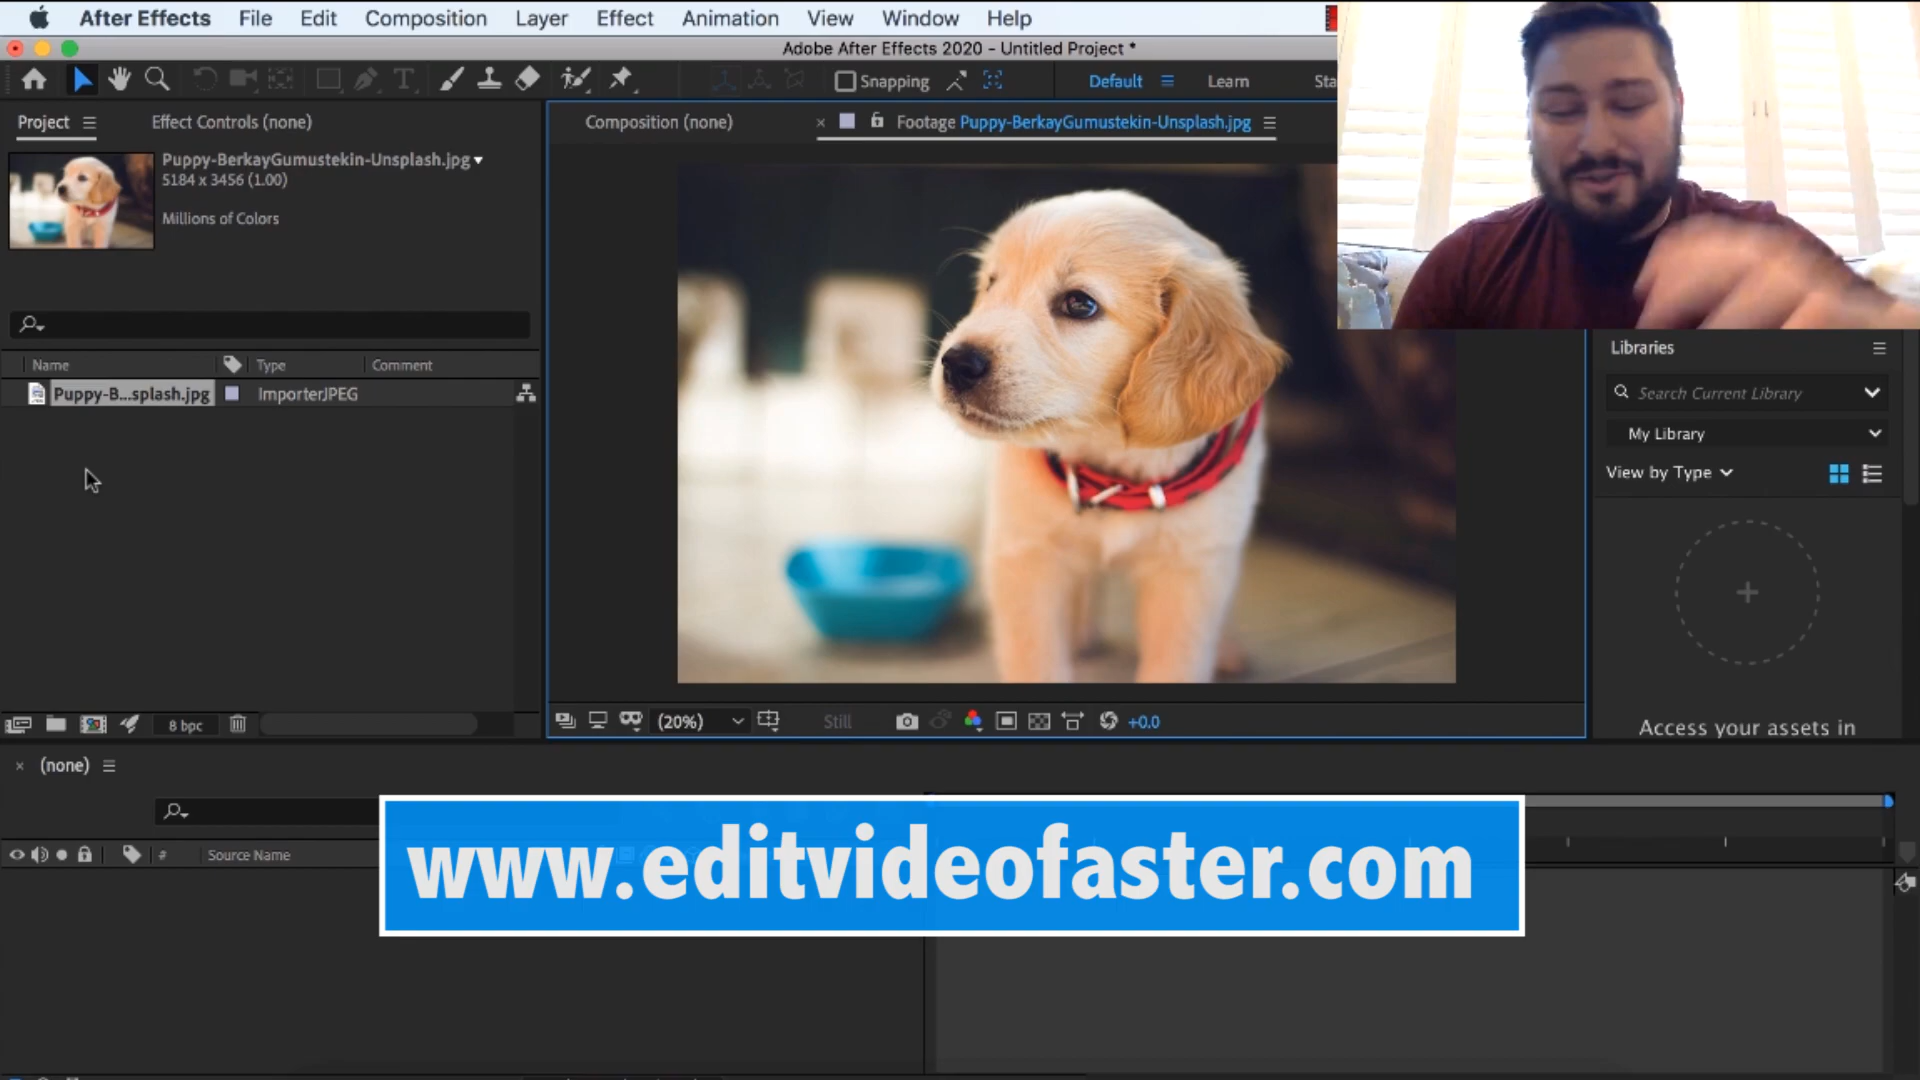 After Effects File Edit Composition Layer Effect Animation View Window Help
Adobe After Effects 2020 - Untitled Project *
Snapping Default Learn
Project Effect Controls (none)
Composition (none) Footage Puppy-BerkayGumustekin-Unsplash.jpg
Puppy-BerkayGumustekin-Unsplash.jpg
5184 x 3456 (1.00)
Millions of Colors
Name Type Comment
Puppy-B...splash.jpg ImporterJPEG
8 bpc
(20%) Still +0.0
Libraries
Search Current Library
My Library
View by Type
Access your assets in
(none)
# Source Name
www.editvideofaster.com